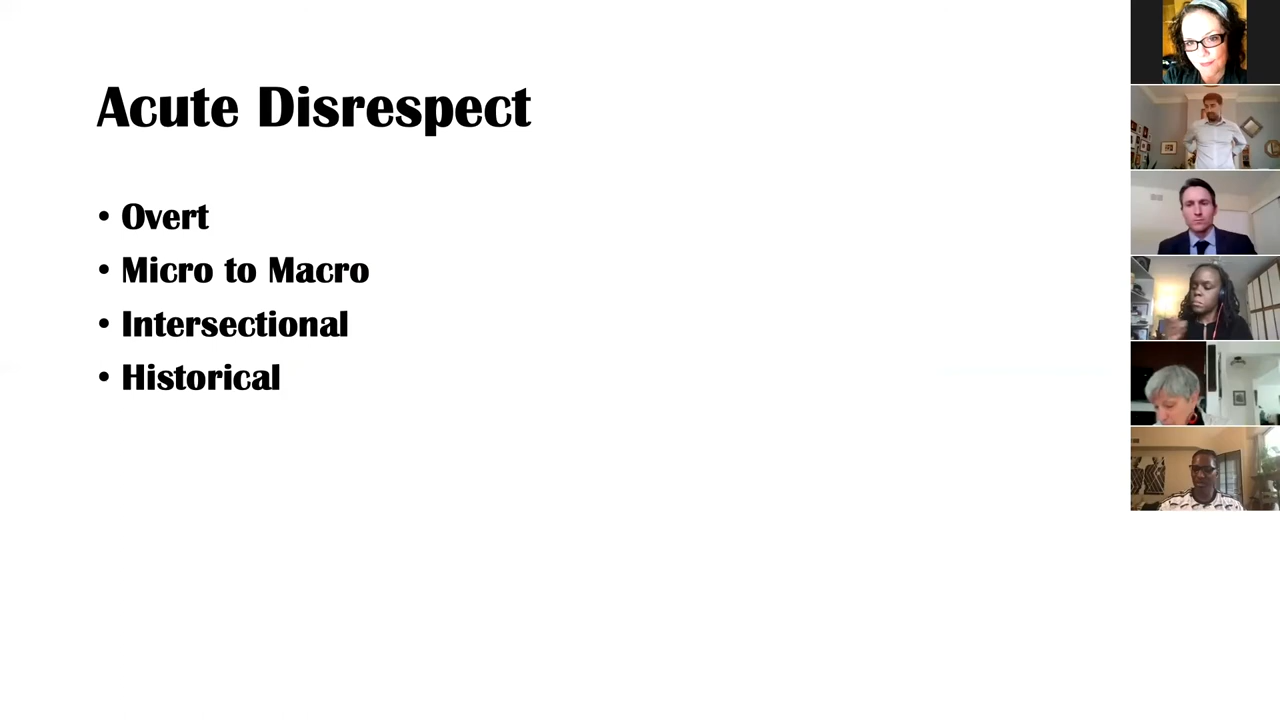 Acute Disrespect
• Overt
• Micro to Macro
• Intersectional
• Historical